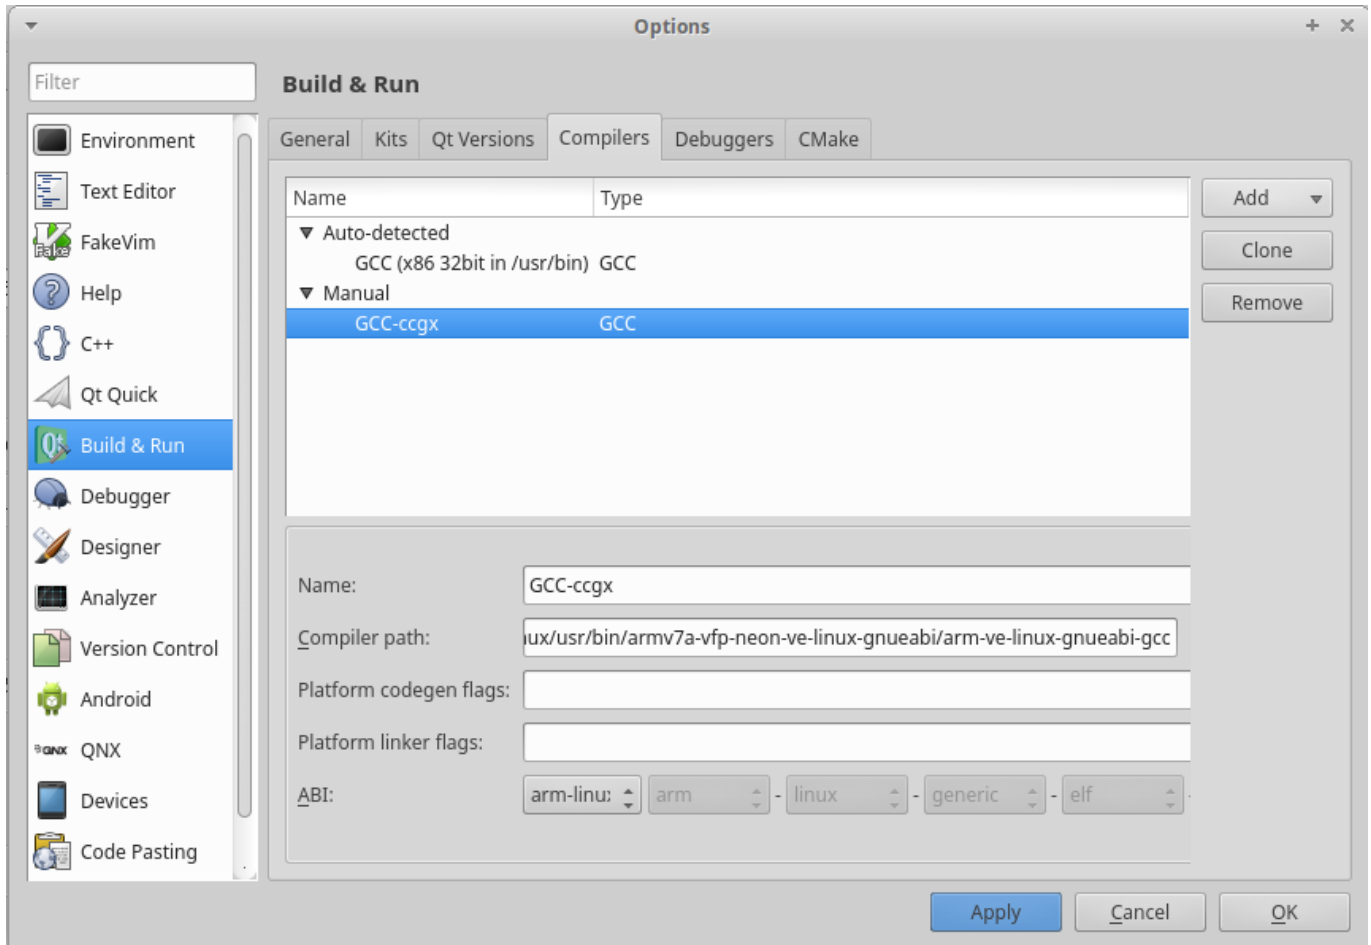 Options
Filter
Build & Run
Environment
Text Editor
FakeVim
Help
C++
Qt Quick
Build & Run
Debugger
Designer
Analyzer
Version Control
Android
QNX
Devices
Code Pasting
General Kits Qt Versions Compilers Debuggers CMake
Name Type
Auto-detected
GCC (x86 32bit in /usr/bin) GCC
Manual
GCC-ccgx GCC
Add
Clone
Remove
Name: GCC-ccgx
Compiler path: ux/usr/bin/armv7a-vfp-neon-ve-linux-gnueabi/arm-ve-linux-gnueabi-gcc
Platform codegen flags:
Platform linker flags:
ABI: arm-linu: arm - linux - generic - elf -
Apply Cancel OK